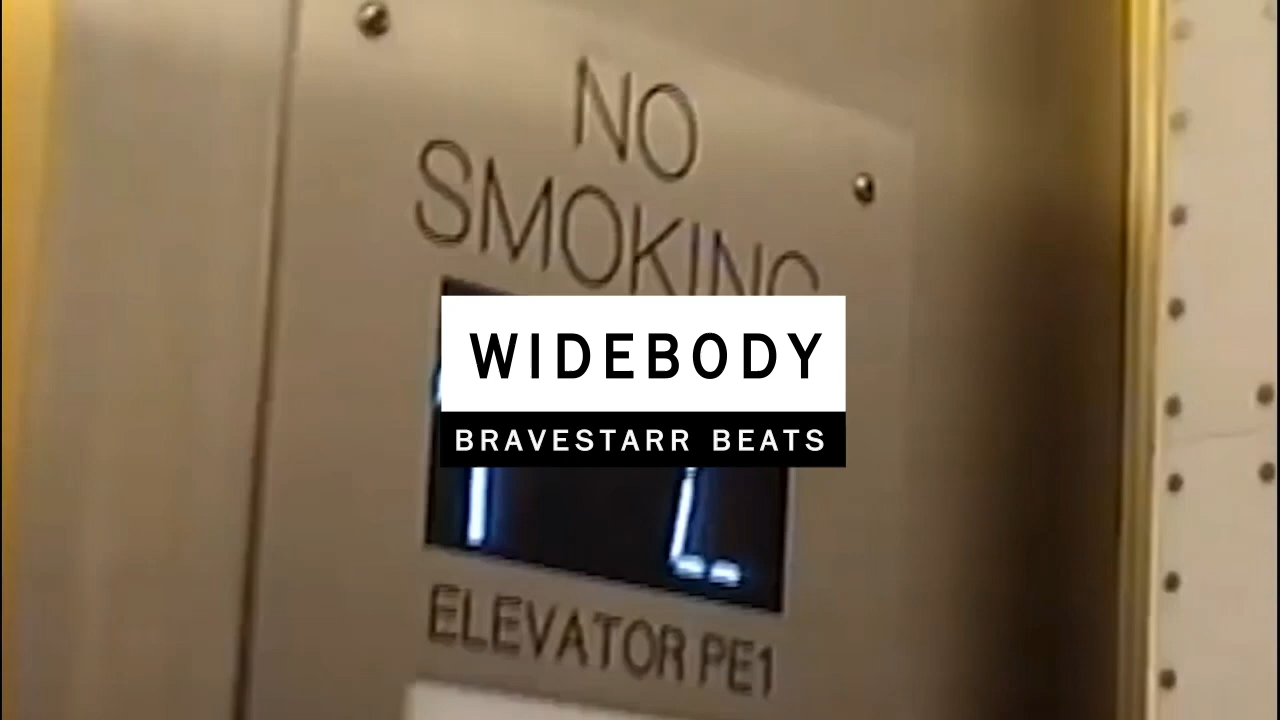 NO
SMOKING
WIDEBODY
BRAVESTARR BEATS
ELEVATOR PE1